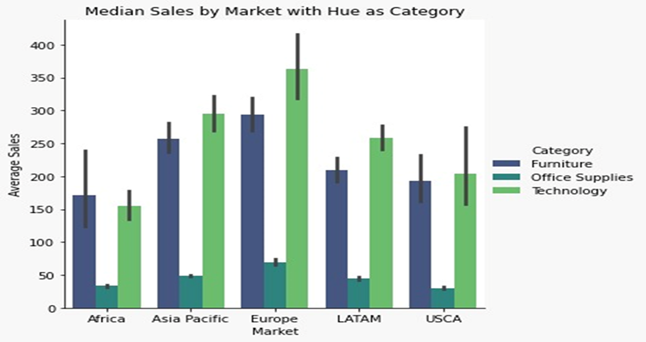 Median Sales by Market with Hue as Category
Average Sales
400
350
300
250
200
150
100
50
0
Africa Asia Pacific Europe LATAM USCA
Market
Category
Furniture
Office Supplies
Technology